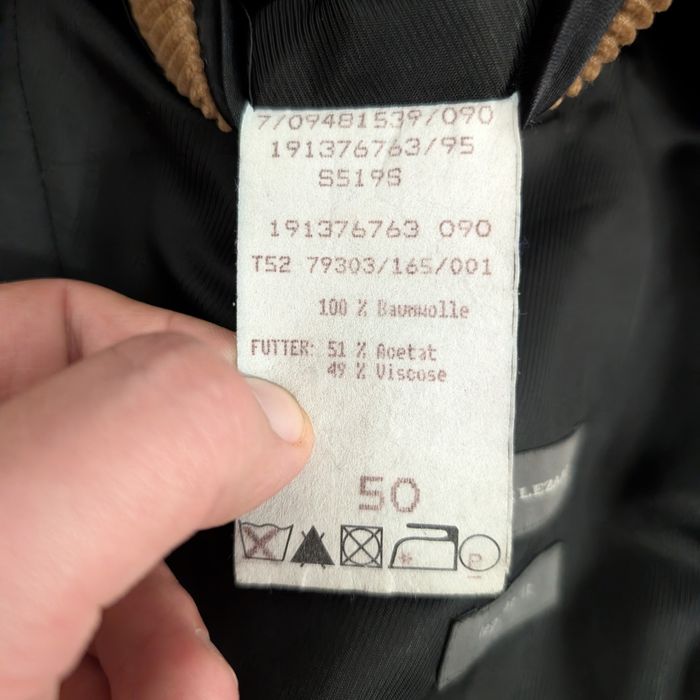 7/09481539/090
191376763/95
S519S
191376763 090
T52 79303/165/001
100 % Baumwolle
FUTTER: 51 % Acetat
49 % Viscose
50
P